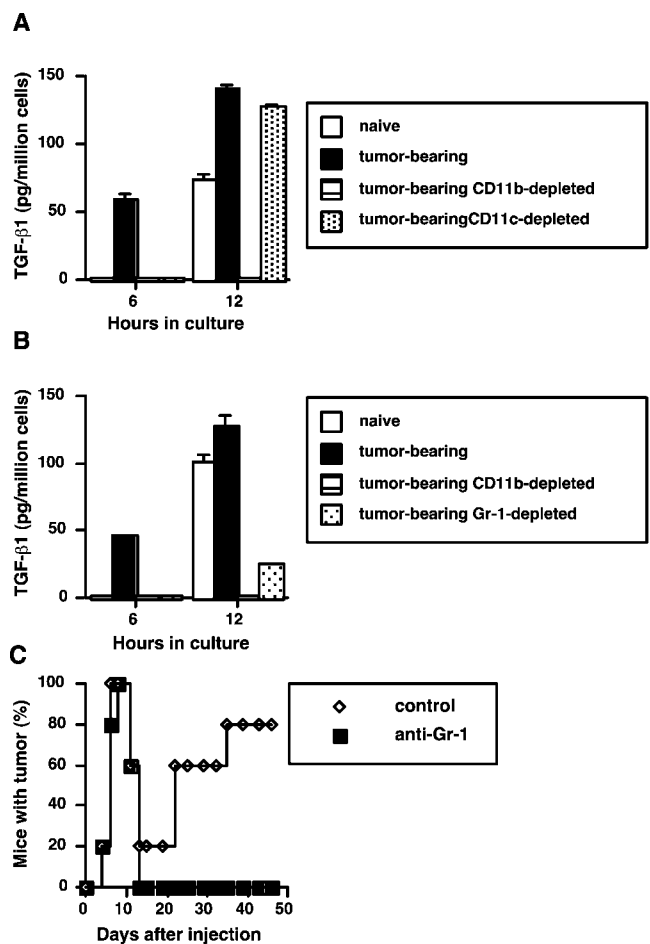 A
TGF-β1 (pg/million cells)
150
100
50
0
6
12
Hours in culture
naive
tumor-bearing
tumor-bearing CD11b-depleted
tumor-bearingCD11c-depleted
B
TGF-β1 (pg/million cells)
150
100
50
0
6
12
Hours in culture
naive
tumor-bearing
tumor-bearing CD11b-depleted
tumor-bearing Gr-1-depleted
C
Mice with tumor (%)
100
80
60
40
20
0
0 10 20 30 40 50
Days after injection
control
anti-Gr-1